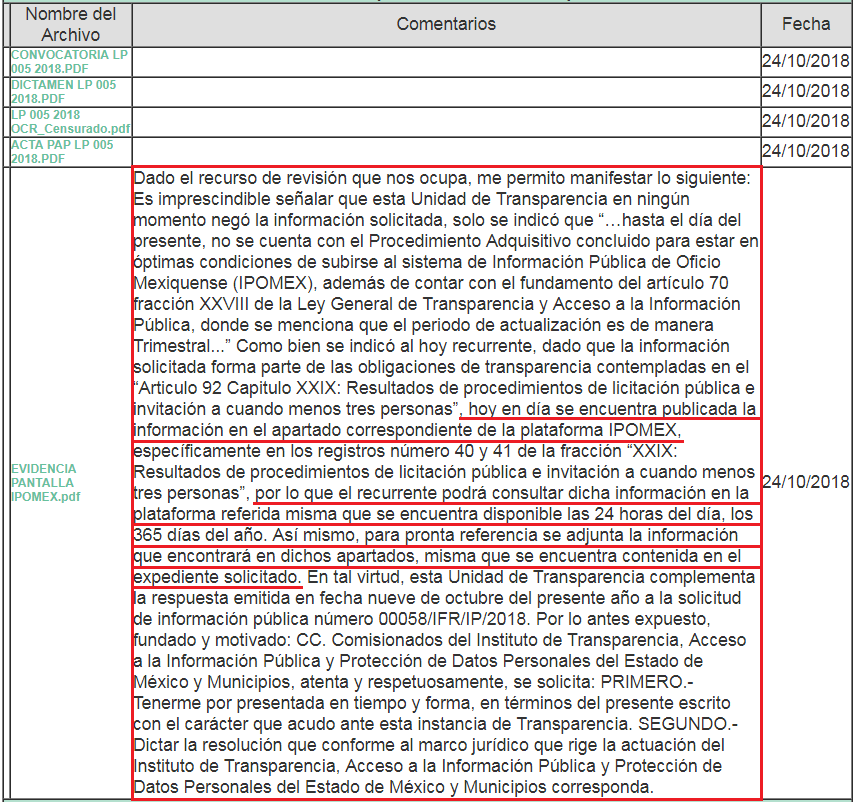 Nombre del Archivo
Comentarios
Fecha
CONVOCATORIA LP
005 2018.PDF
24/10/2018
DICTAMEN LP 005
2018.PDF
24/10/2018
LP 005 2018
OCR_Censurado.pdf
24/10/2018
ACTA PAP LP 005
2018.PDF
24/10/2018
EVIDENCIA
PANTALLA
IPOMEX.pdf
Dado el recurso de revisión que nos ocupa, me permito manifestar lo siguiente:
Es imprescindible señalar que esta Unidad de Transparencia en ningún
momento negó la información solicitada, solo se indicó que “…hasta el día del
presente, no se cuenta con el Procedimiento Adquisitivo concluido para estar en
óptimas condiciones de subirse al sistema de Información Pública de Oficio
Mexiquense (IPOMEX), además de contar con el fundamento del artículo 70
fracción XXVIII de la Ley General de Transparencia y Acceso a la Información
Pública, donde se menciona que el periodo de actualización es de manera
Trimestral...” Como bien se indicó al hoy recurrente, dado que la información
solicitada forma parte de las obligaciones de transparencia contempladas en el
“Articulo 92 Capitulo XXIX: Resultados de procedimientos de licitación pública e
invitación a cuando menos tres personas”, hoy en día se encuentra publicada la
información en el apartado correspondiente de la plataforma IPOMEX,
específicamente en los registros número 40 y 41 de la fracción “XXIX:
Resultados de procedimientos de licitación pública e invitación a cuando menos
tres personas”, por lo que el recurrente podrá consultar dicha información en la
plataforma referida misma que se encuentra disponible las 24 horas del día, los
365 días del año. Así mismo, para pronta referencia se adjunta la información
que encontrará en dichos apartados, misma que se encuentra contenida en el
expediente solicitado. En tal virtud, esta Unidad de Transparencia complementa
la respuesta emitida en fecha nueve de octubre del presente año a la solicitud
de información pública número 00058/IFR/IP/2018. Por lo antes expuesto,
fundado y motivado: CC. Comisionados del Instituto de Transparencia, Acceso
a la Información Pública y Protección de Datos Personales del Estado de
México y Municipios, atenta y respetuosamente, se solicita: PRIMERO.-
Tenerme por presentada en tiempo y forma, en términos del presente escrito
con el carácter que acudo ante esta instancia de Transparencia. SEGUNDO.-
Dictar la resolución que conforme al marco jurídico que rige la actuación del
Instituto de Transparencia, Acceso a la Información Pública y Protección de
Datos Personales del Estado de México y Municipios corresponda.
24/10/2018